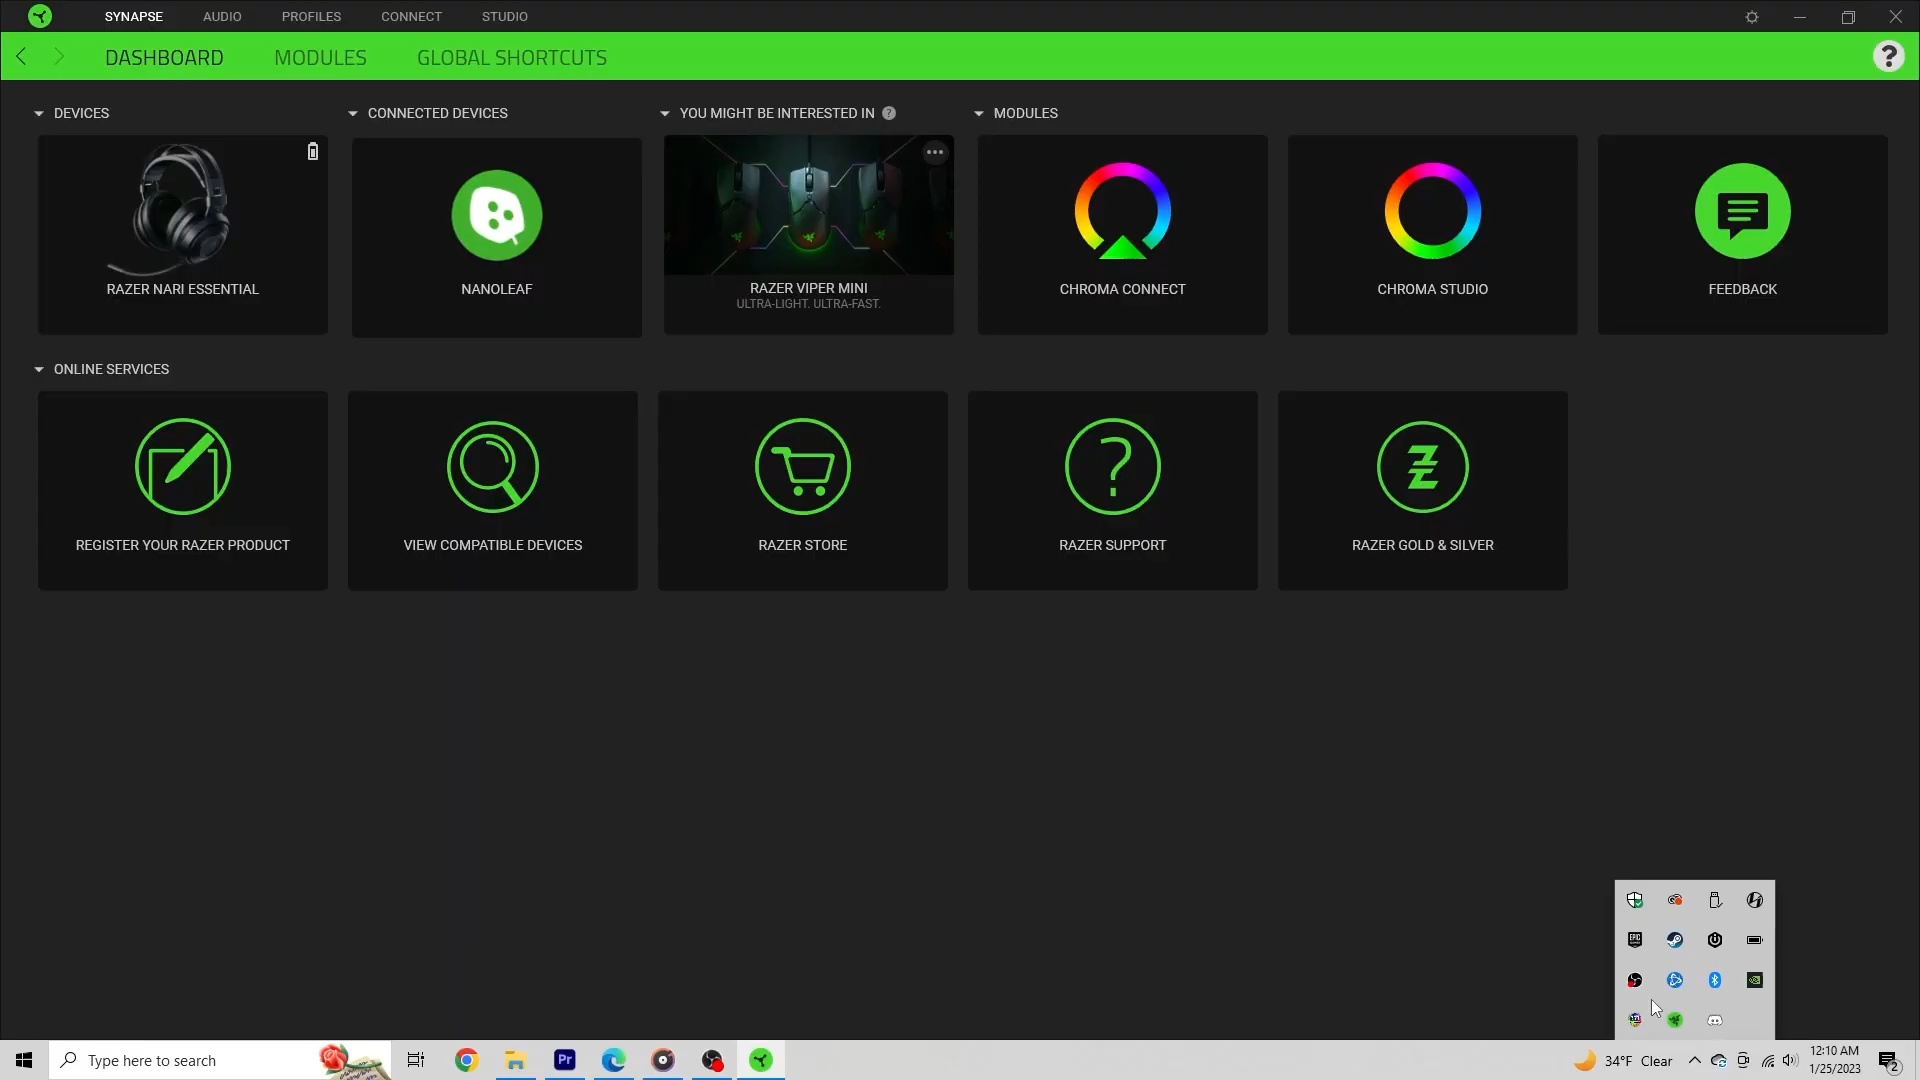 SYNAPSE AUDIO PROFILES CONNECT STUDIO
DASHBOARD MODULES GLOBAL SHORTCUTS ?
DEVICES
CONNECTED DEVICES
YOU MIGHT BE INTERESTED IN ?
MODULES
RAZER NARI ESSENTIAL
NANOLEAF
RAZER VIPER MINI
ULTRA-LIGHT. ULTRA-FAST.
CHROMA CONNECT
CHROMA STUDIO
FEEDBACK
ONLINE SERVICES
REGISTER YOUR RAZER PRODUCT
VIEW COMPATIBLE DEVICES
RAZER STORE
RAZER SUPPORT
RAZER GOLD & SILVER
EPIC
Type here to search
Pr
34°F Clear
12:10 AM
1/25/2023
2